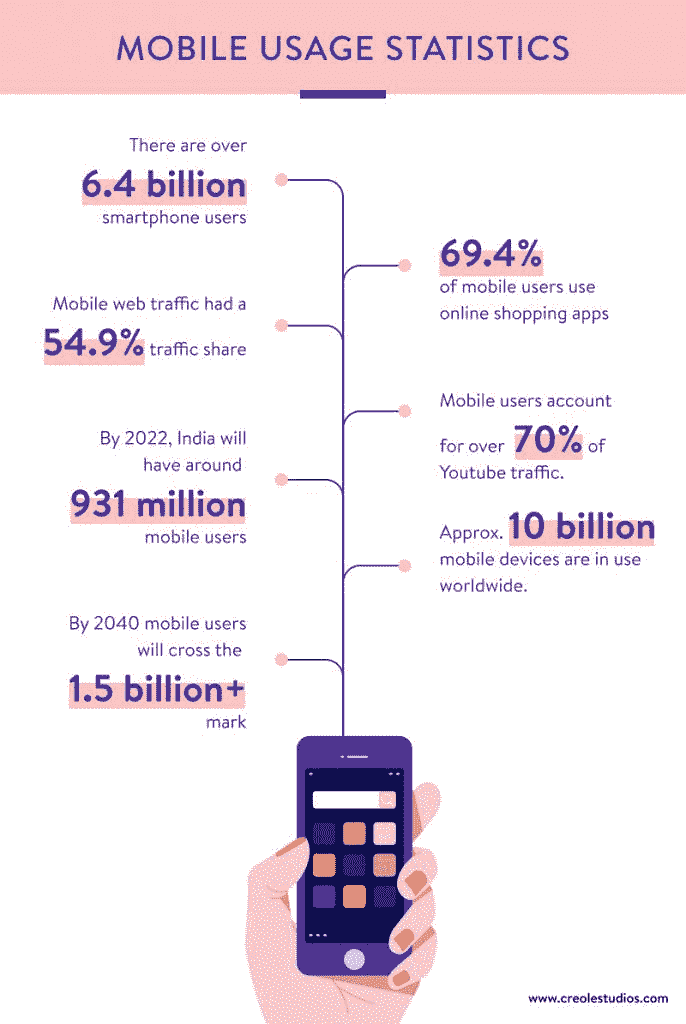 MOBILE USAGE STATISTICS
There are over
6.4 billion
smartphone users
69.4%
of mobile users use
online shopping apps
Mobile web traffic had a
54.9% traffic share
Mobile users account
for over 70% of
Youtube traffic.
By 2022, India will
have around
931 million
mobile users
Approx. 10 billion
mobile devices are in use
worldwide.
By 2040 mobile users
will cross the
1.5 billion+
mark
www.creolestudios.com